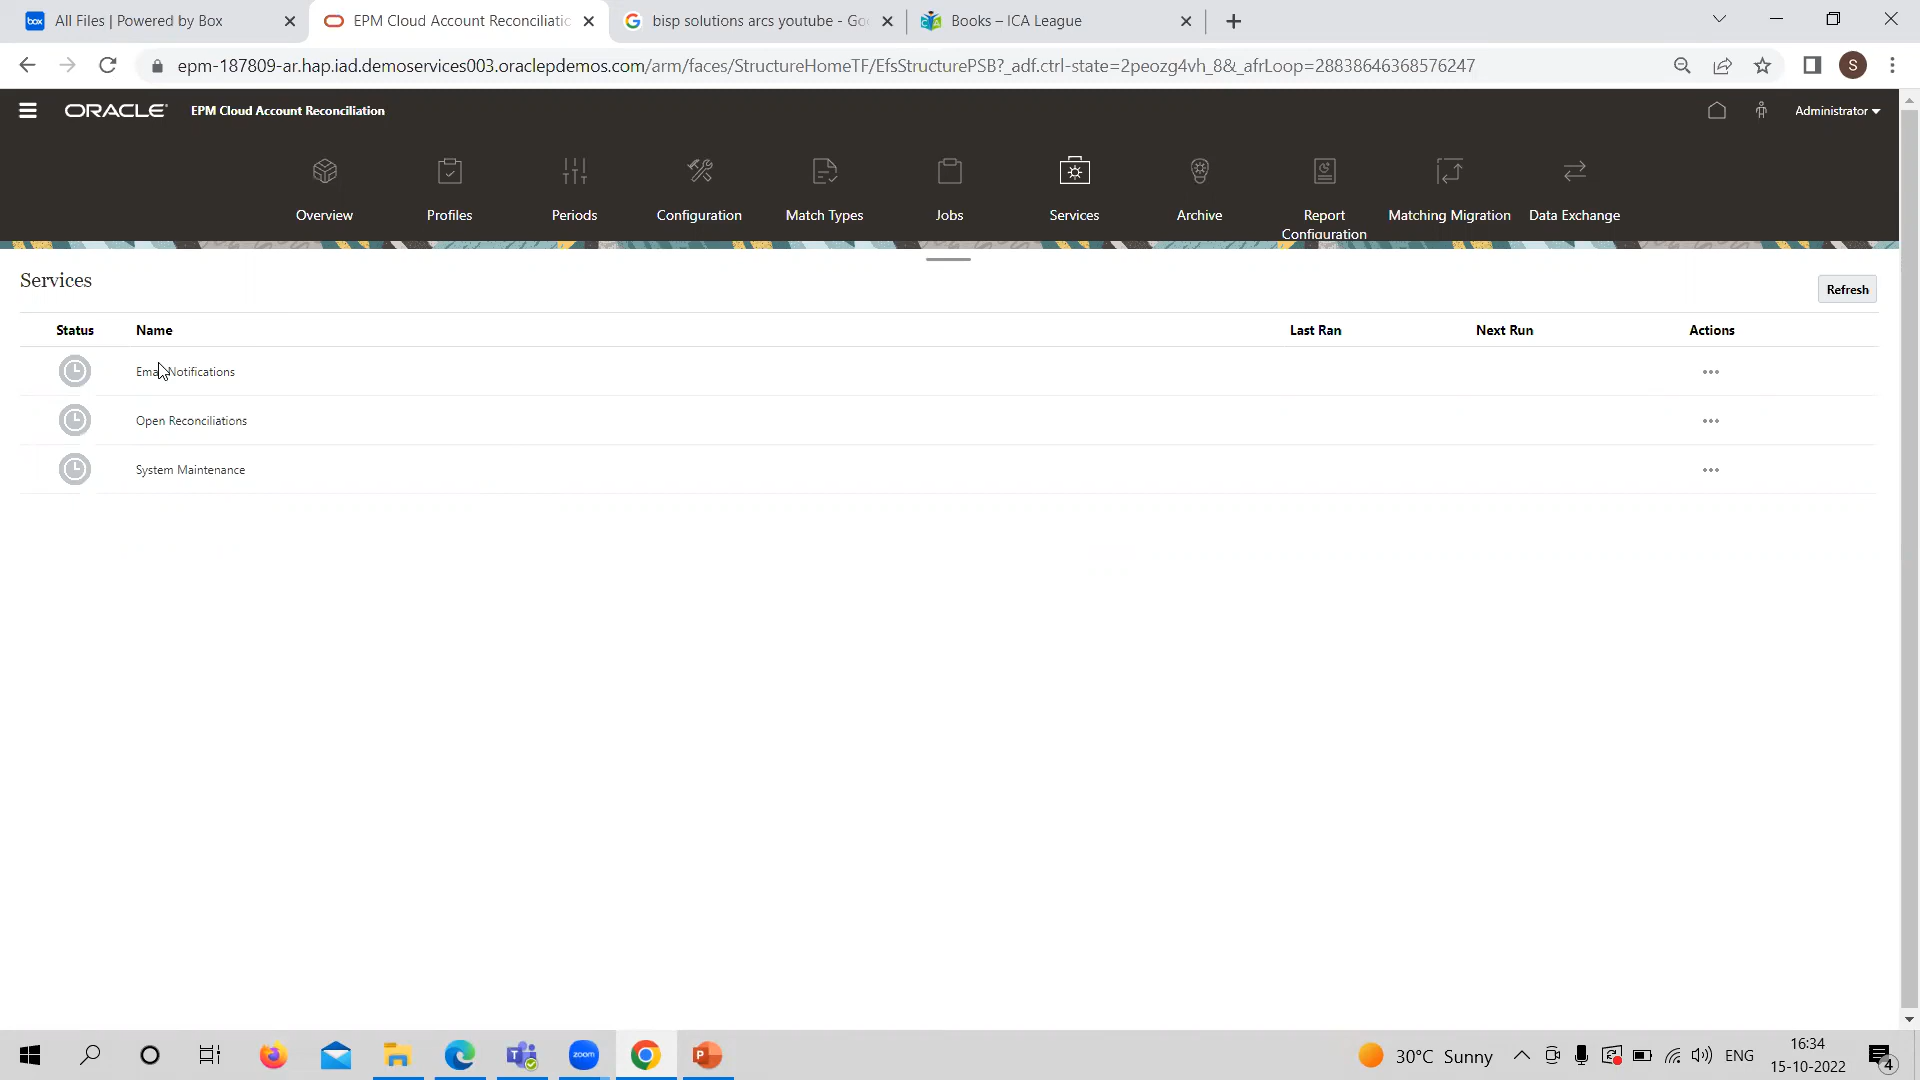 All Files | Powered by Box
EPM Cloud Account Reconciliatic
bisp solutions arcs youtube - Go
Books – ICA League
epm-187809-ar.hap.iad.demoservices003.oraclepdemos.com/arm/faces/StructureHomeTF/EfsStructurePSB?_adf.ctrl-state=2peozg4vh_8&_afrLoop=28838646368576247
S
ORACLE
EPM Cloud Account Reconciliation
Administrator
Overview
Profiles
Periods
Configuration
Match Types
Jobs
Services
Archive
Report
Configuration
Matching Migration
Data Exchange
Services
Refresh
Status
Name
Last Ran
Next Run
Actions
Email Notifications
Open Reconciliations
System Maintenance
box
zoom
30°C Sunny
ENG
16:34
15-10-2022
4